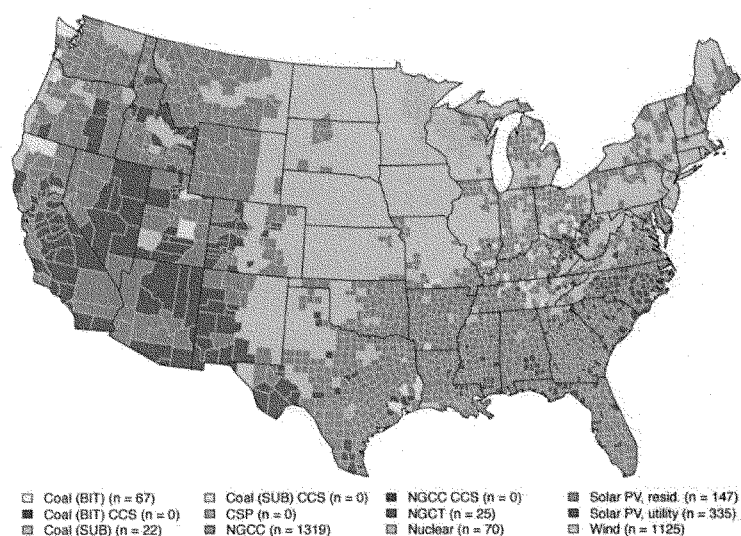 Coal (BIT) (n = 67)
Coal (BIT) CCS (n = 0)
Coal (SUB) (n = 22)
Coal (SUB) CCS (n = 0)
CSP (n = 0)
NGCC (n = 1319)
NGCC CCS (n = 0)
NGCT (n = 25)
Nuclear (n = 70)
Solar PV, resid. (n = 147)
Solar PV, utility (n = 335)
Wind (n = 1125)